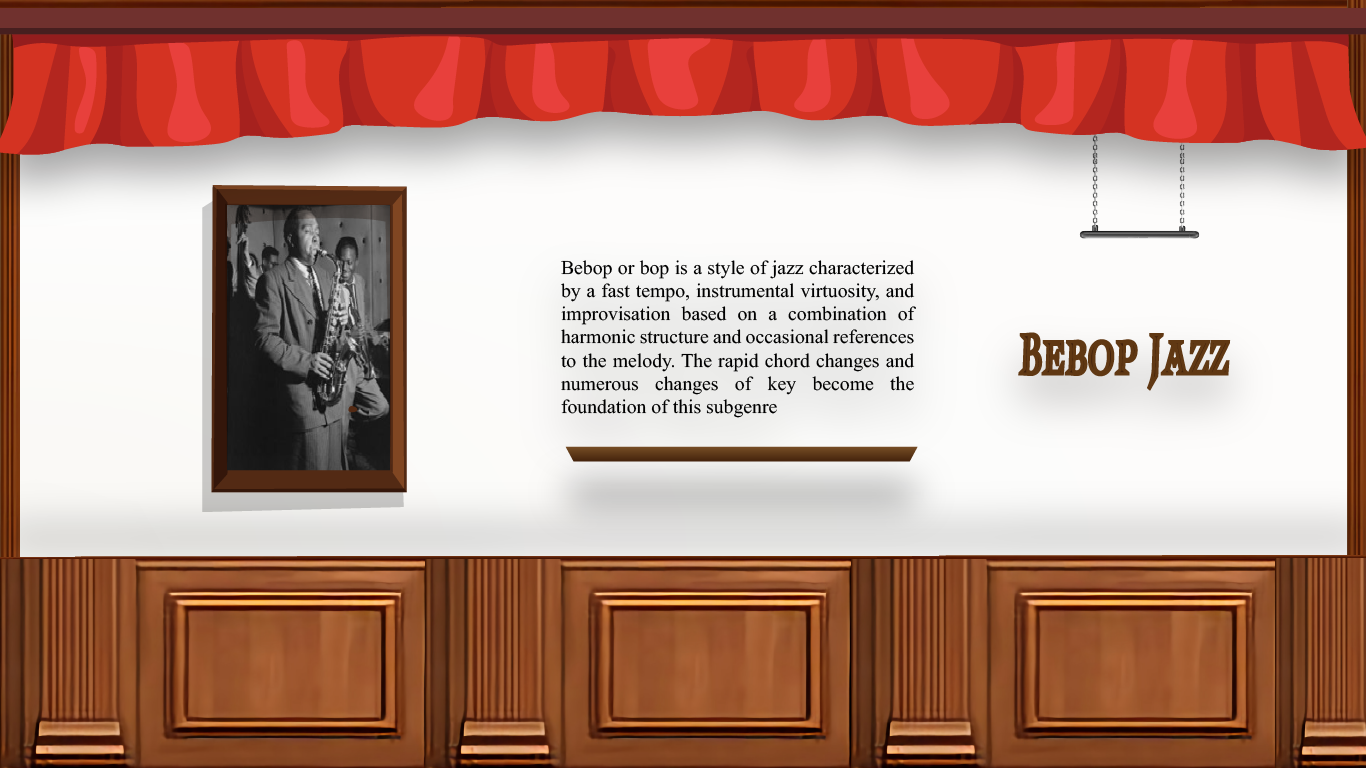 Bebop or bop is a style of jazz characterized
by a fast tempo, instrumental virtuosity, and
improvisation based on a combination of
harmonic structure and occasional references
to the melody. The rapid chord changes and
numerous changes of key become the
foundation of this subgenre
Bebop Jazz